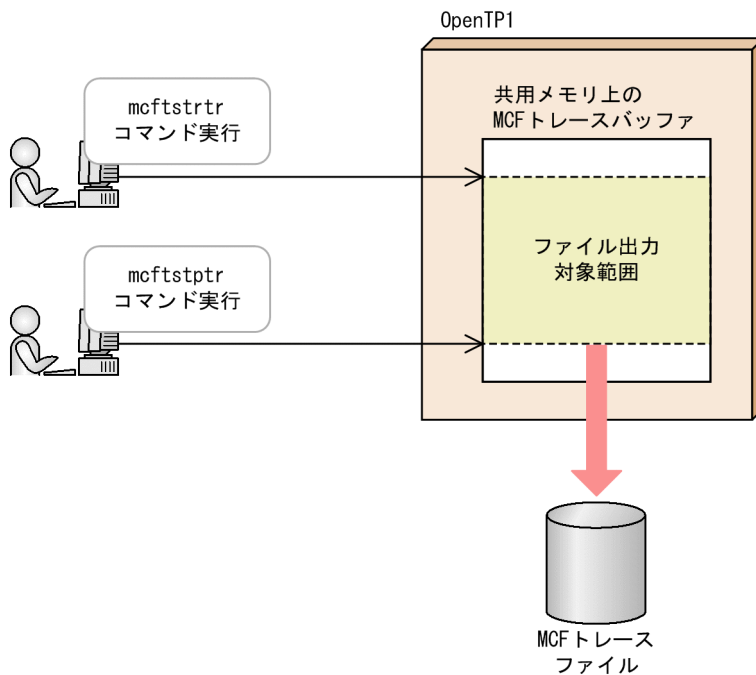 OpenTP1
mcftstrtr
コマンド実行
共用メモリ上の
MCFトレースバッファ
ファイル出力
対象範囲
mcftstptr
コマンド実行
MCFトレース
ファイル